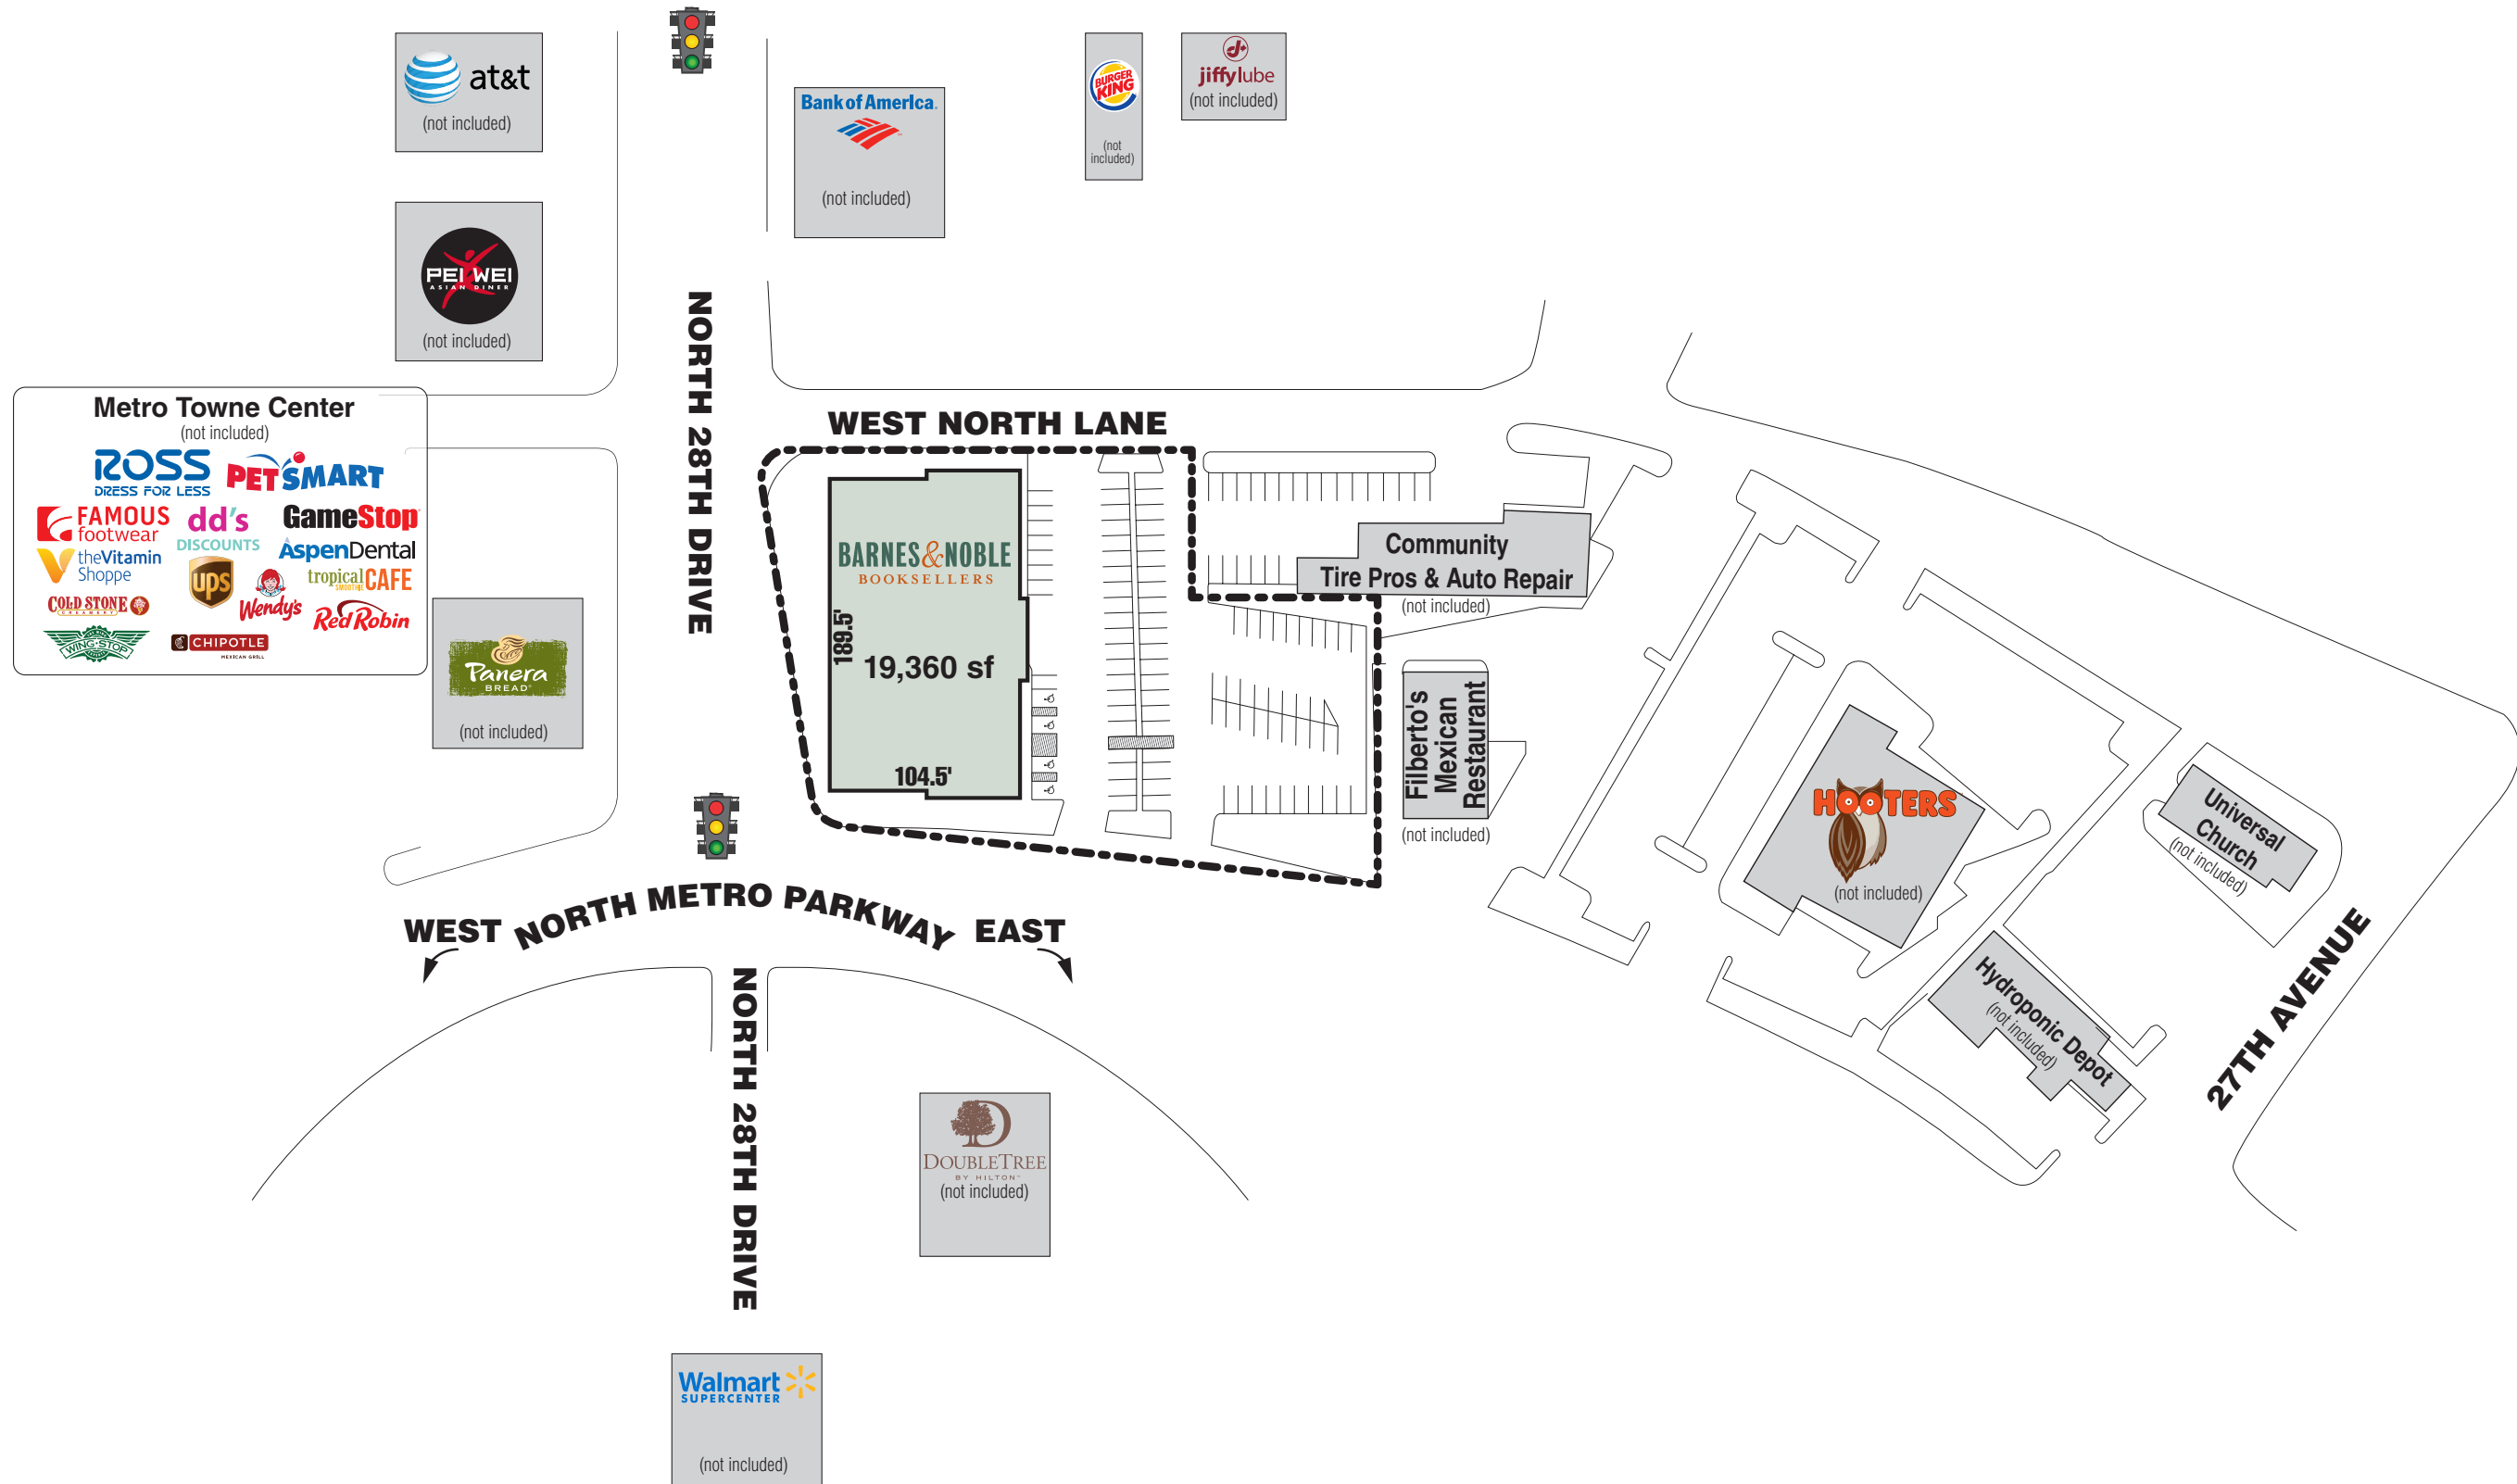 at&t
(not included)
Bank of America
(not included)
BURGER
KING
(not
included)
jiffylube
(not included)
PEI WEI
ASIAN DINER
(not included)
NORTH 28TH DRIVE
Metro Towne Center
(not included)
ROSS
DRESS FOR LESS
PETSMART
FAMOUS
footwear
dd's
DISCOUNTS
GameStop
AspenDental
theVitamin
Shoppe
ups
Wendy's
tropical
SMOOTHIE
CAFE
COLD STONE
CREAMERY
Red Robin
WING·STOP
CHIPOTLE
MEXICAN GRILL
Panera
BREAD®
(not included)
WEST NORTH LANE
BARNES&NOBLE
BOOKSELLERS
189.5'
19,360 sf
104.5'
Community
Tire Pros & Auto Repair
(not included)
Filberto's
Mexican
Restaurant
(not included)
HOOTERS
(not included)
Universal
Church
(not included)
Hydroponic Depot
(not included)
27TH AVENUE
WEST NORTH METRO PARKWAY EAST
NORTH 28TH DRIVE
D
DOUBLETREE
BY HILTON™
(not included)
Walmart
SUPERCENTER
(not included)